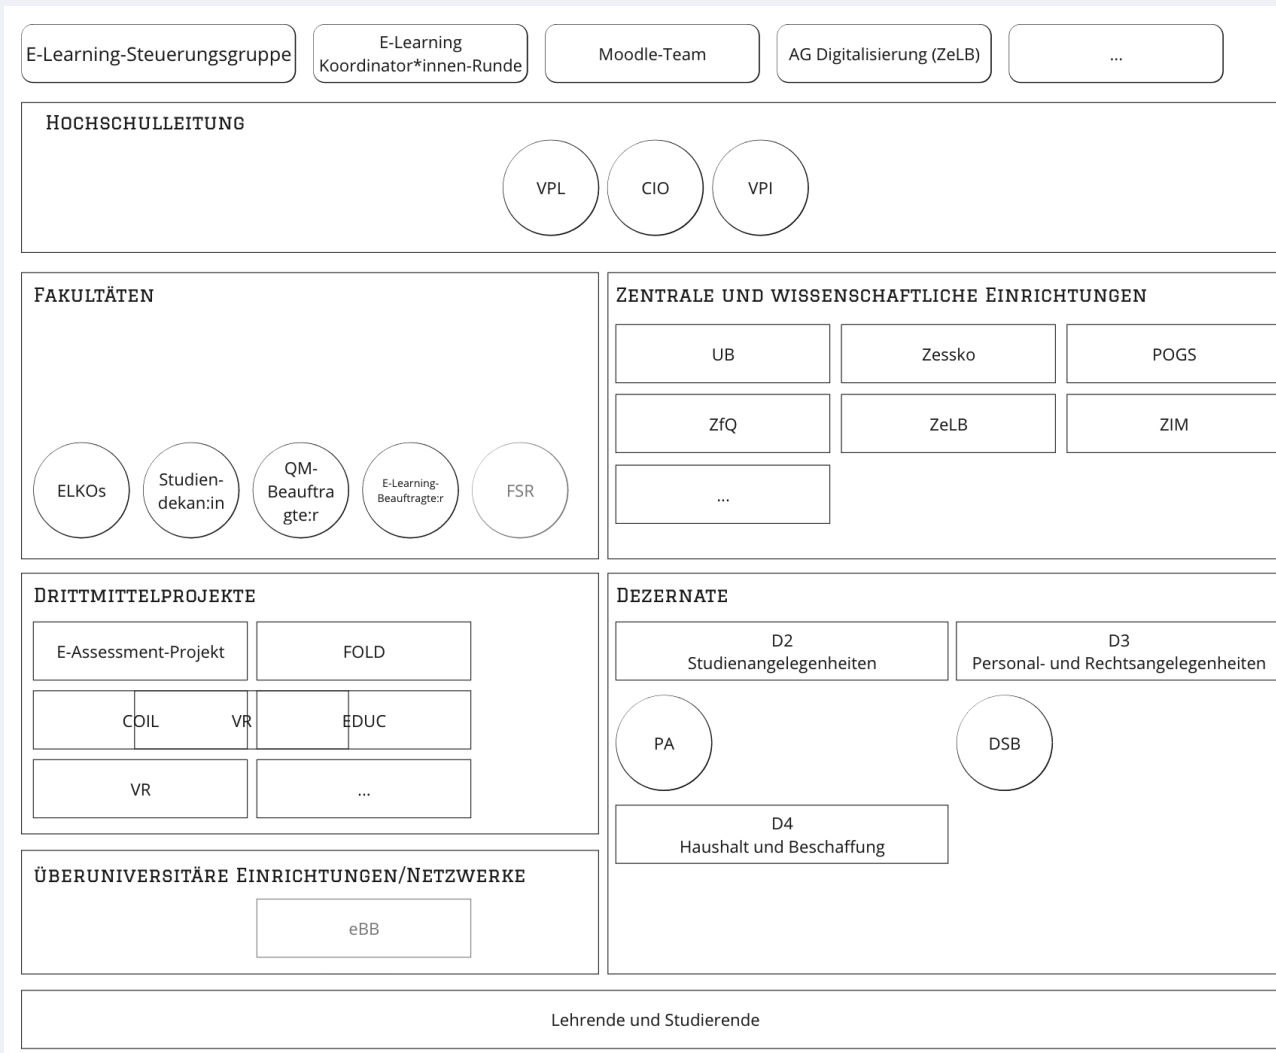 E-Learning-Steuerungsgruppe
E-Learning
Koordinator*innen-Runde
Moodle-Team
AG Digitalisierung (ZeLB)
...
Hochschulleitung
VPL
CIO
VPI
Fakultäten
ELKOs
Studien-
dekan:in
QM-
Beauftra
gte:r
E-Learning-
Beauftragte:r
FSR
Zentrale und wissenschaftliche Einrichtungen
UB
Zessko
POGS
ZfQ
ZeLB
ZIM
...
Drittmittelprojekte
E-Assessment-Projekt
FOLD
COIL
VR
EDUC
VR
...
Dezernate
D2
Studienangelegenheiten
D3
Personal- und Rechtsangelegenheiten
PA
DSB
D4
Haushalt und Beschaffung
überuniversitäre Einrichtungen/Netzwerke
eBB
Lehrende und Studierende